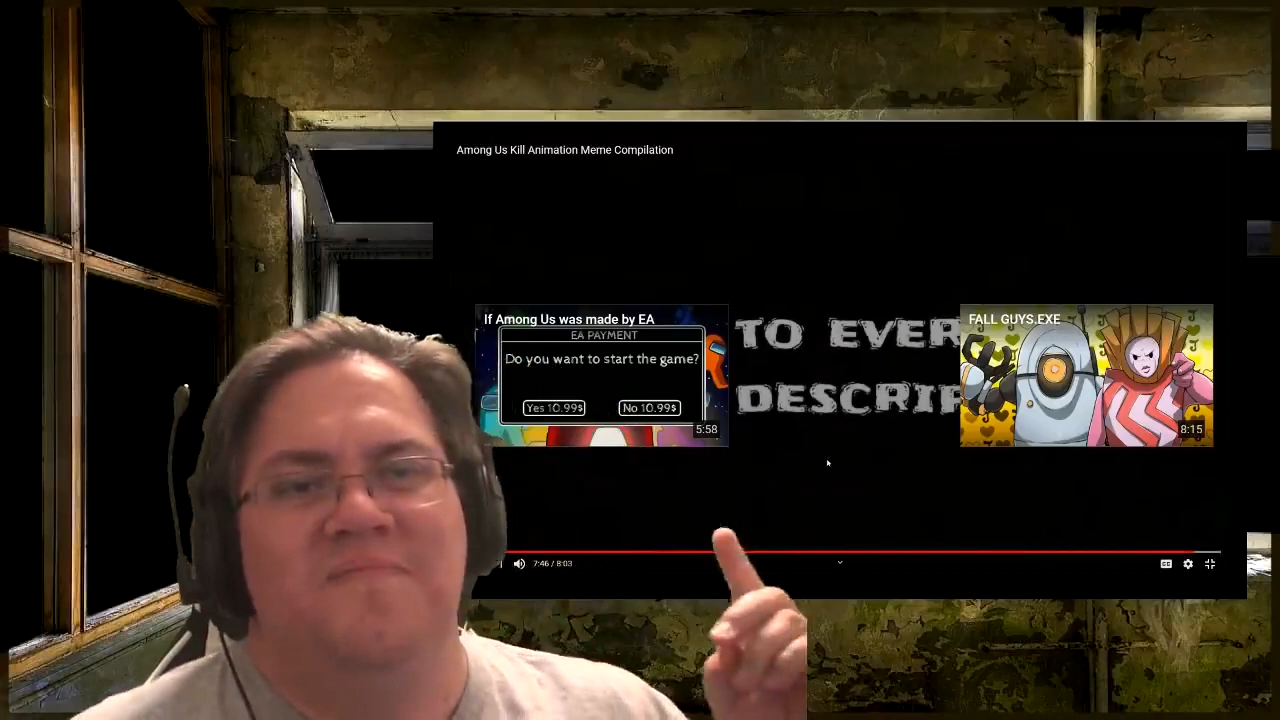 Among Us Kill Animation Meme Compilation
If Among Us was made by EA
EA PAYMENT
Do you want to start the game?
Yes 10.99$
No 10.99$
5:58
TO EVER
DESCRIP
FALL GUYS.EXE
8:15
7:46 / 8:03
CC